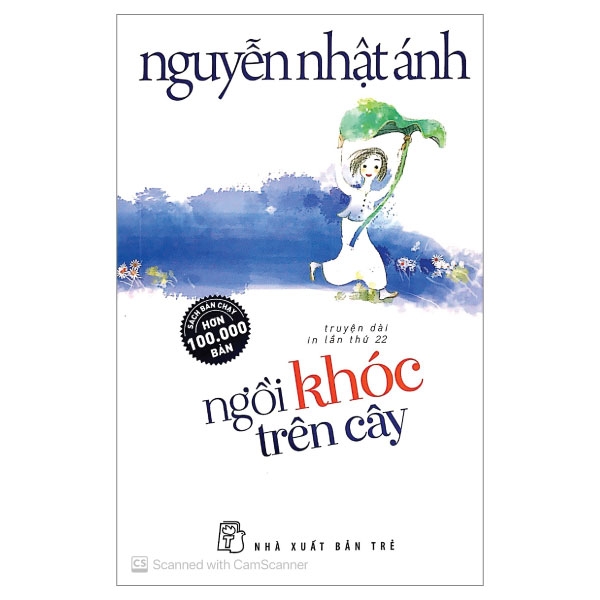 nguyễn nhật ánh
SÁCH BÁN CHẠY
HƠN
100.000
BẢN
truyện dài
in lần thứ 22
ngồi khóc
trên cây
NHÀ XUẤT BẢN TRẺ
CS Scanned with CamScanner